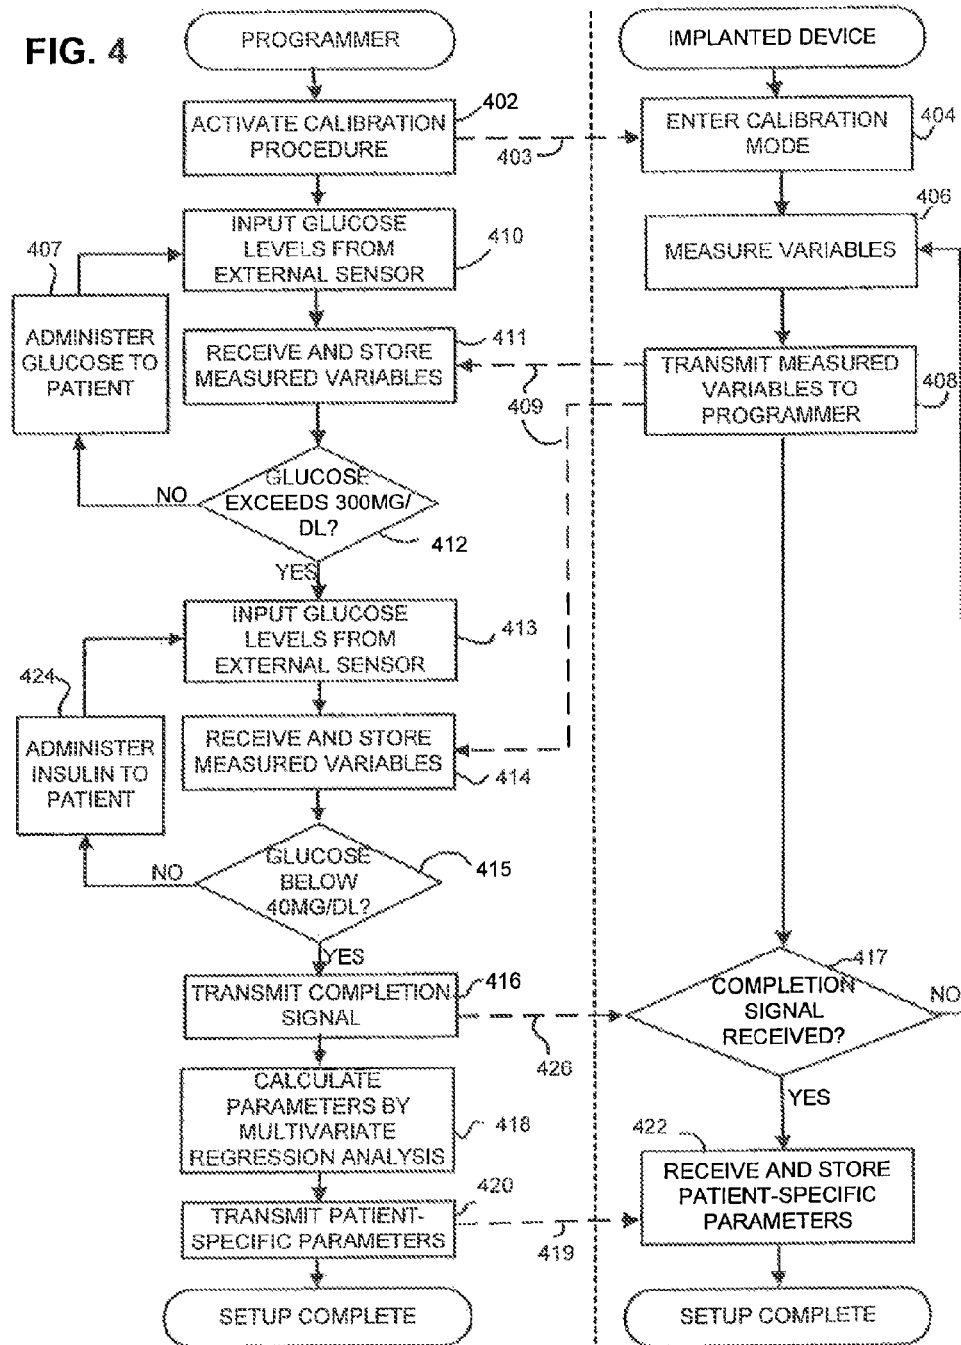 FIG. 4
PROGRAMMER
IMPLANTED DEVICE
402
ACTIVATE CALIBRATION
PROCEDURE
403
ENTER CALIBRATION
MODE
404
406
MEASURE VARIABLES
INPUT GLUCOSE
LEVELS FROM
EXTERNAL SENSOR
410
407
ADMINISTER
GLUCOSE TO
PATIENT
RECEIVE AND STORE
MEASURED VARIABLES
411
409
TRANSMIT MEASURED
VARIABLES TO
PROGRAMMER
408
GLUCOSE
EXCEEDS 300MG/
DL?
NO
412
YES
INPUT GLUCOSE
LEVELS FROM
EXTERNAL SENSOR
413
424
ADMINISTER
INSULIN TO
PATIENT
RECEIVE AND STORE
MEASURED VARIABLES
414
GLUCOSE
BELOW
40MG/DL?
NO
415
YES
TRANSMIT COMPLETION
SIGNAL
416
426
417
COMPLETION
SIGNAL
RECEIVED?
NO
YES
CALCULATE
PARAMETERS BY
MULTIVARIATE
REGRESSION ANALYSIS
418
422
RECEIVE AND STORE
PATIENT-SPECIFIC
PARAMETERS
420
TRANSMIT PATIENT-
SPECIFIC PARAMETERS
419
SETUP COMPLETE
SETUP COMPLETE